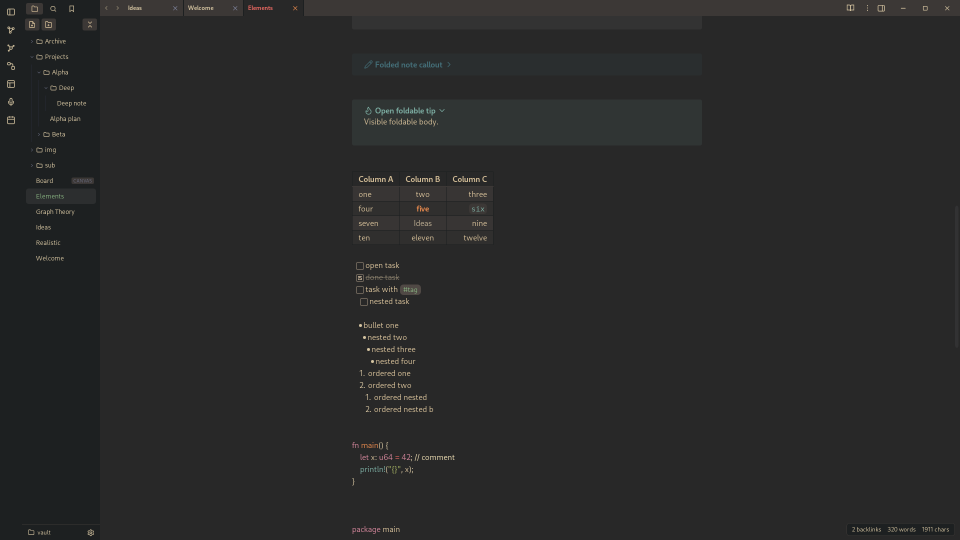 Ideas
Welcome
Elements
Archive
Projects
Alpha
Deep
Deep note
Alpha plan
Beta
img
sub
Board
Elements
Graph Theory
Ideas
Realistic
Welcome
vault
Folded note callout
Open foldable tip
Visible foldable body.
Column A Column B Column C
one two three
four five six
seven Ideas nine
ten eleven twelve
open task
done task
task with #tag
nested task
bullet one
nested two
nested three
nested four
1. ordered one
2. ordered two
1. ordered nested
2. ordered nested b
fn main() {
let x: u64 = 42; // comment
println!("{}", x);
}
package main
2 backlinks 320 words 1911 chars